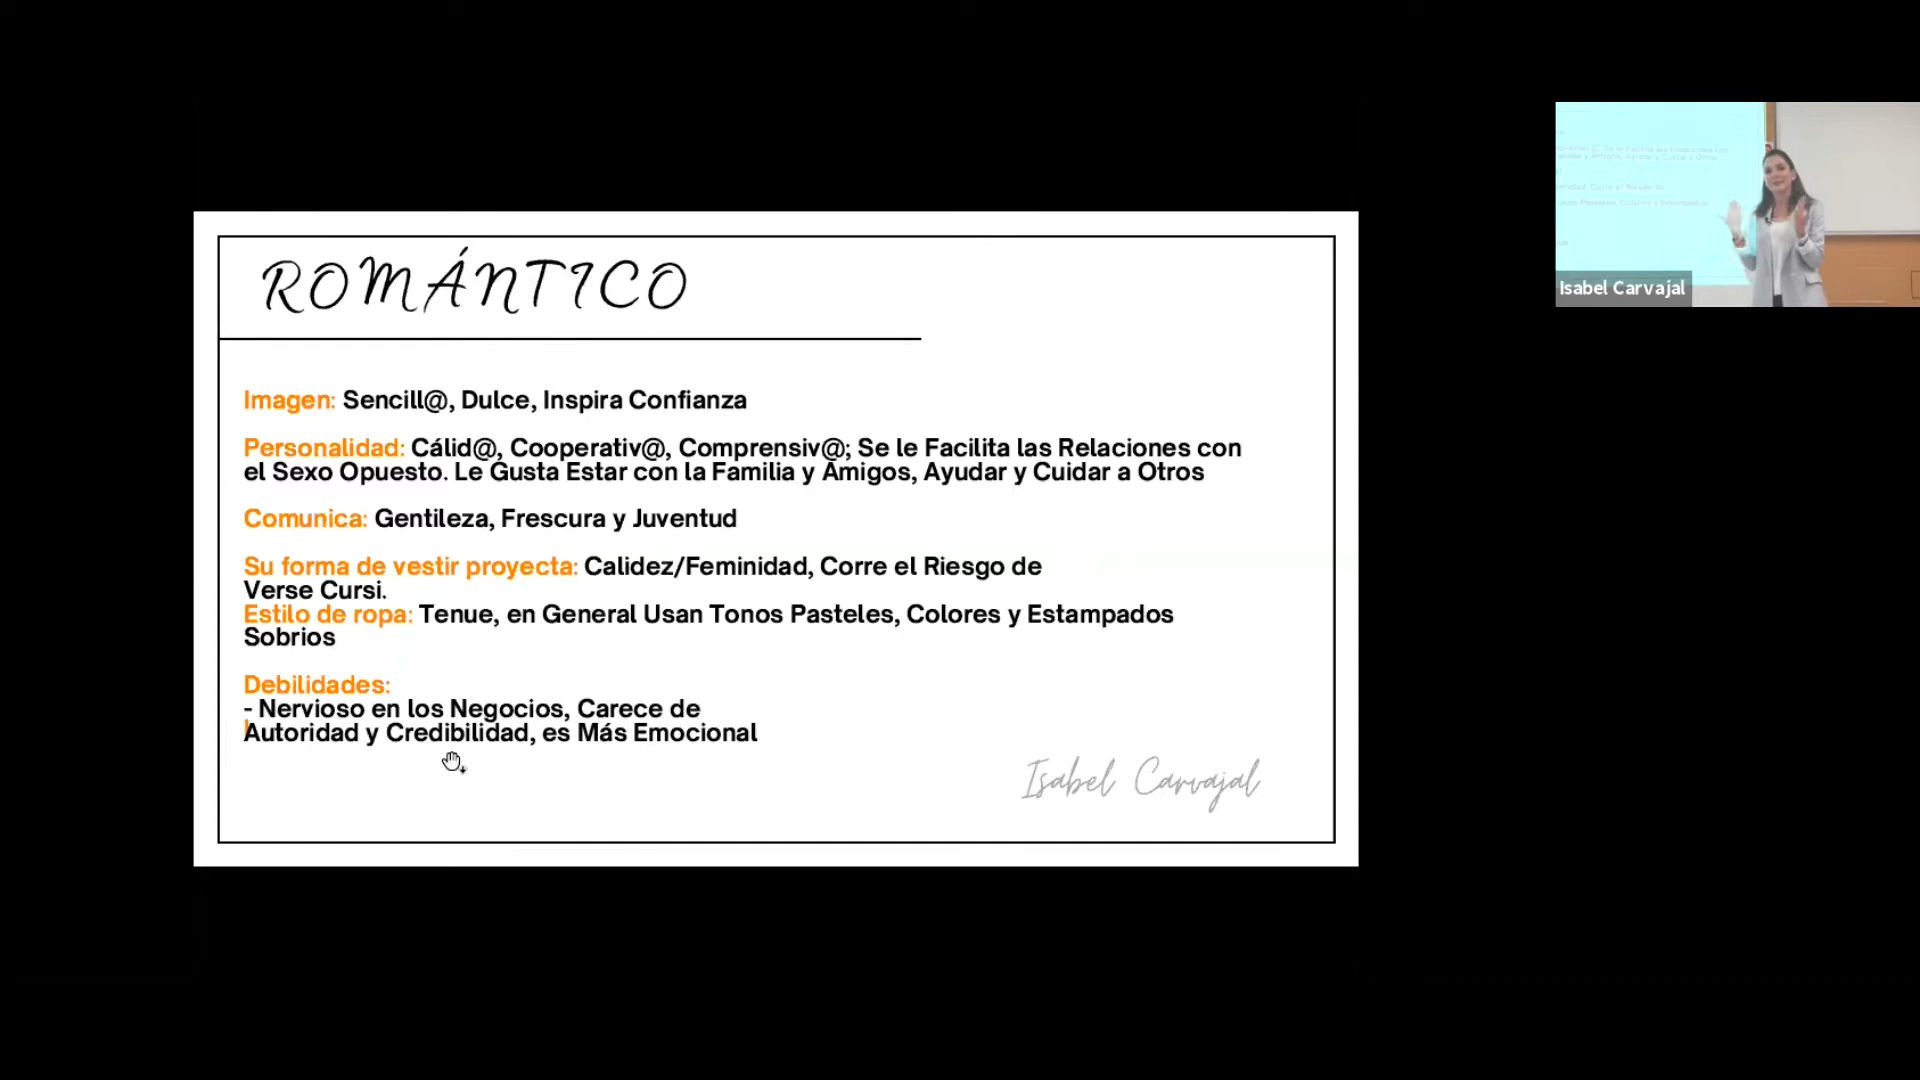 ROMÁNTICO
Imagen: Sencill@, Dulce, Inspira Confianza
Personalidad: Cálid@, Cooperativ@, Comprensiv@; Se le Facilita las Relaciones con
el Sexo Opuesto. Le Gusta Estar con la Familia y Amigos, Ayudar y Cuidar a Otros
Comunica: Gentileza, Frescura y Juventud
Su forma de vestir proyecta: Calidez/Feminidad, Corre el Riesgo de
Verse Cursi.
Estilo de ropa: Tenue, en General Usan Tonos Pasteles, Colores y Estampados
Sobrios
Debilidades:
- Nervioso en los Negocios, Carece de
Autoridad y Credibilidad, es Más Emocional
Isabel Carvajal
Isabel Carvajal